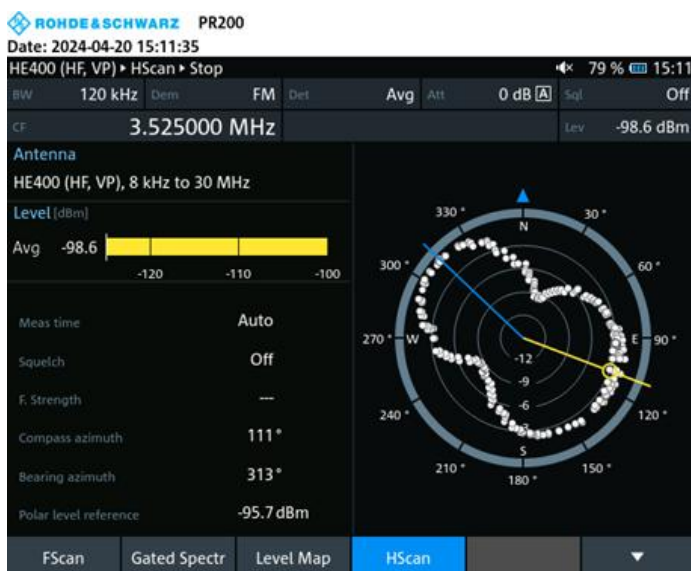 ROHDE&SCHWARZ PR200
Date: 2024-04-20 15:11:35
HE400 (HF, VP) ▸ HScan ▸ Stop 79 % 15:11
BW 120 kHz Dem FM Det Avg Att 0 dB A Sql Off
CF 3.525000 MHz Lev -98.6 dBm
Antenna
HE400 (HF, VP), 8 kHz to 30 MHz
Level [dBm]
Avg -98.6
-120 -110 -100
Meas time Auto
Squelch Off
F. Strength ---
Compass azimuth 111°
Bearing azimuth 313°
Polar level reference -95.7 dBm
330° N 30°
300° 60°
270° W E 90°
-12
-9
-6
240° 120°
S
210° 180° 150°
FScan Gated Spectr Level Map HScan